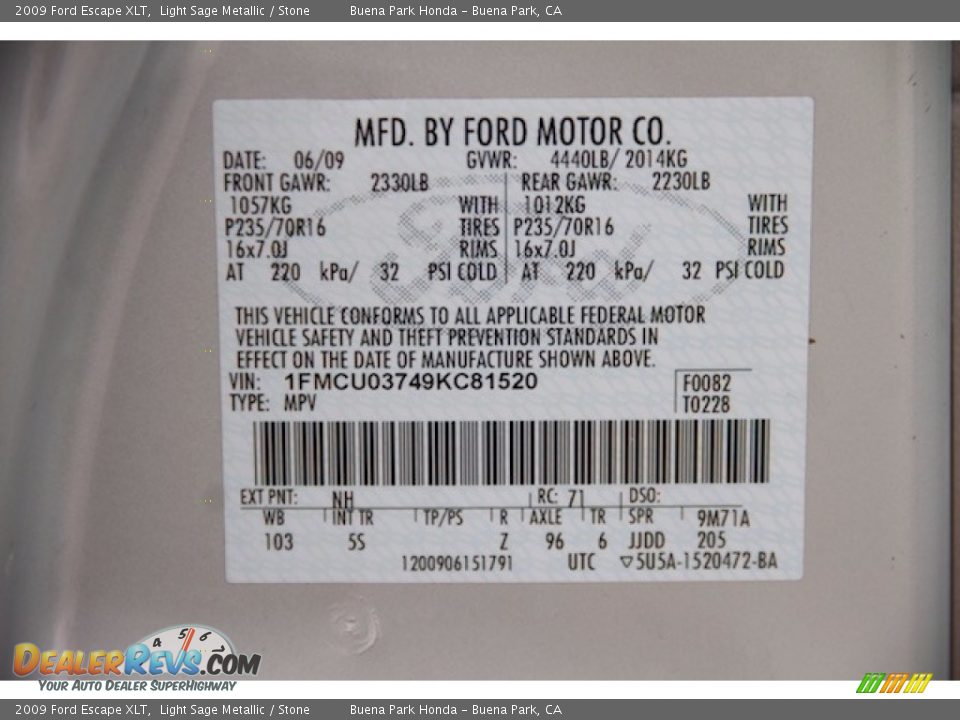 2009 Ford Escape XLT, Light Sage Metallic / Stone Buena Park Honda - Buena Park, CA
MFD. BY FORD MOTOR CO.
DATE: 06/09 GVWR: 4440LB/ 2014KG
FRONT GAWR: 2330LB REAR GAWR: 2230LB
1057KG WITH 1012KG WITH
P235/70R16 TIRES P235/70R16 TIRES
16x7.0J RIMS 16x7.0J RIMS
AT 220 kPa/ 32 PSI COLD AT 220 kPa/ 32 PSI COLD
Ford
THIS VEHICLE CONFORMS TO ALL APPLICABLE FEDERAL MOTOR
VEHICLE SAFETY AND THEFT PREVENTION STANDARDS IN
EFFECT ON THE DATE OF MANUFACTURE SHOWN ABOVE.
VIN: 1FMCU03749KC81520 F0082
TYPE: MPV T0228
EXT PNT: NH RC: 71 DSO:
WB INT TR TP/PS R AXLE TR SPR 9M71A
103 5S Z 96 6 JJDD 205
1200906151791 UTC ▽5U5A-1520472-BA
4 5 6
DEALERREVS.COM
YOUR AUTO DEALER SUPERHIGHWAY
2009 Ford Escape XLT, Light Sage Metallic / Stone Buena Park Honda - Buena Park, CA